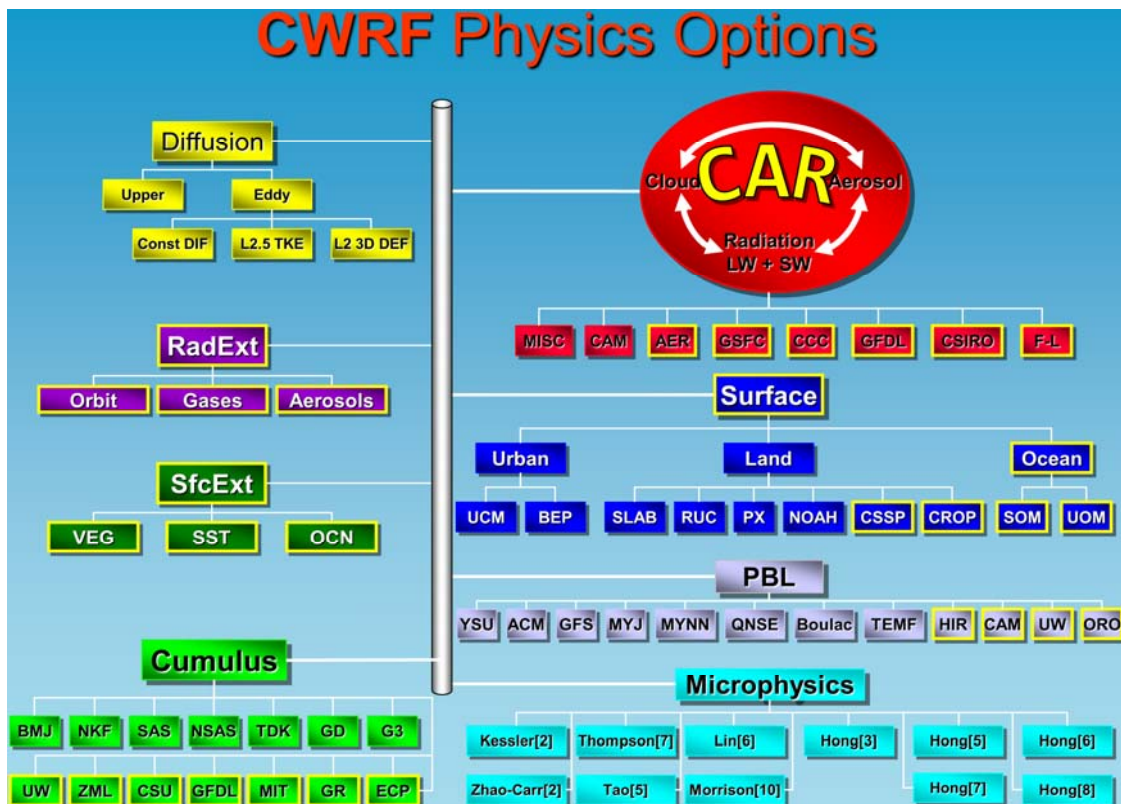 CWRF Physics Options
Diffusion
Upper
Eddy
Const DIF
L2.5 TKE
L2 3D DEF
RadExt
Orbit
Gases
Aerosols
SfcExt
VEG
SST
OCN
Cumulus
BMJ
NKF
SAS
NSAS
TDK
GD
G3
UW
ZML
CSU
GFDL
MIT
GR
ECP
CAR
Cloud
Aerosol
Radiation
LW + SW
MISC
CAM
AER
GSFC
CCC
GFDL
CSIRO
F-L
Surface
Urban
Land
Ocean
UCM
BEP
SLAB
RUC
PX
NOAH
CSSP
CROP
SOM
UOM
PBL
YSU
ACM
GFS
MYJ
MYNN
QNSE
Boulac
TEMF
HIR
CAM
UW
ORO
Microphysics
Kessler[2]
Thompson[7]
Lin[6]
Hong[3]
Hong[5]
Hong[6]
Zhao-Carr[2]
Tao[5]
Morrison[10]
Hong[7]
Hong[8]